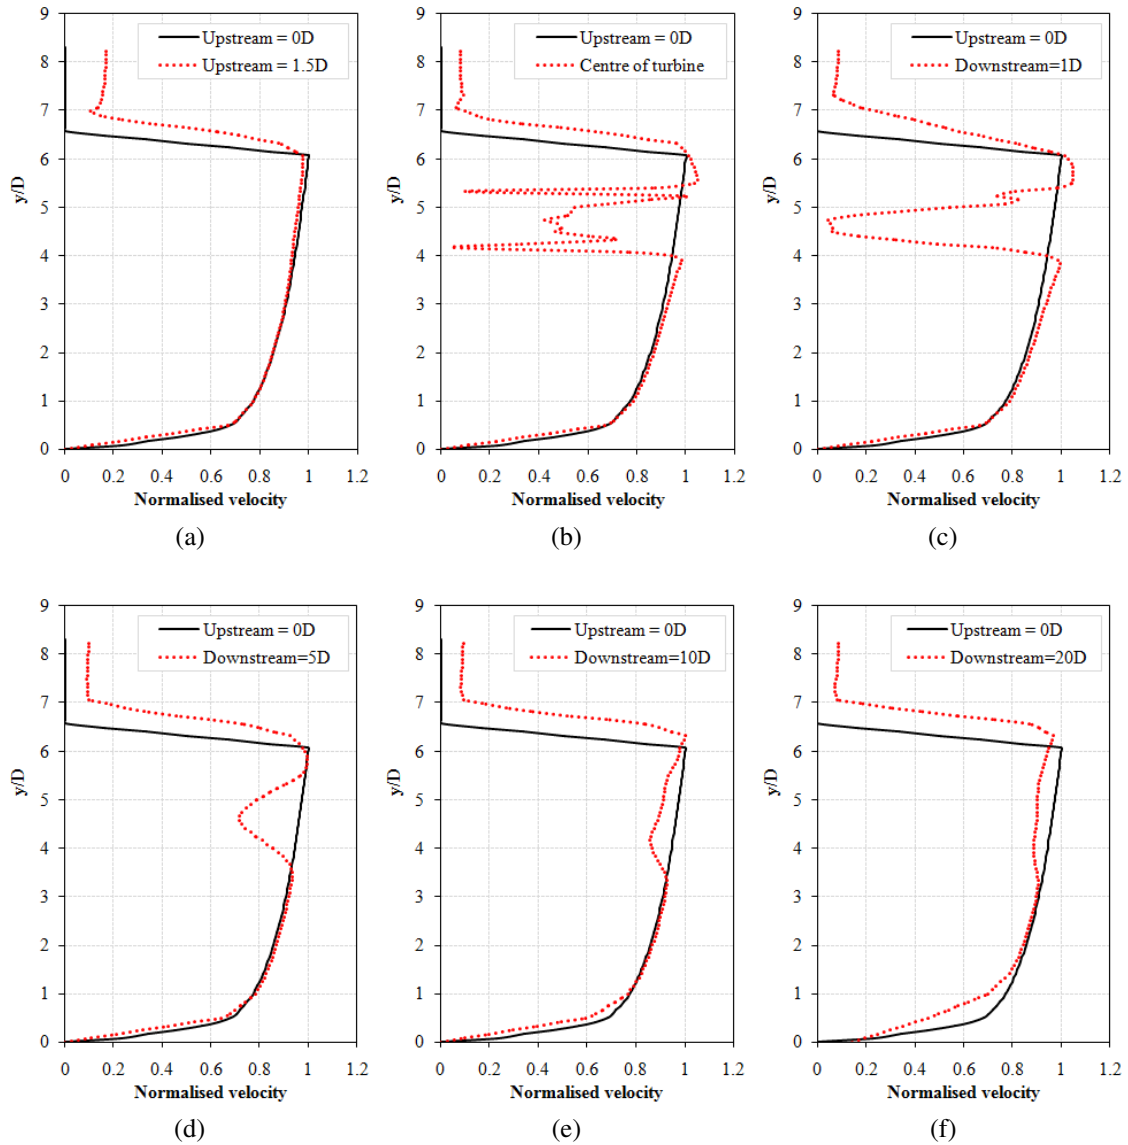 9
8
7
6
5
4
3
2
1
0
y/D
Upstream = 0D
Upstream = 1.5D
0 0.2 0.4 0.6 0.8 1 1.2
Normalised velocity
(a)
9
8
7
6
5
4
3
2
1
0
y/D
Upstream = 0D
Centre of turbine
0 0.2 0.4 0.6 0.8 1 1.2
Normalised velocity
(b)
9
8
7
6
5
4
3
2
1
0
y/D
Upstream = 0D
Downstream=1D
0 0.2 0.4 0.6 0.8 1 1.2
Normalised velocity
(c)
9
8
7
6
5
4
3
2
1
0
y/D
Upstream = 0D
Downstream=5D
0 0.2 0.4 0.6 0.8 1 1.2
Normalised velocity
(d)
9
8
7
6
5
4
3
2
1
0
y/D
Upstream = 0D
Downstream=10D
0 0.2 0.4 0.6 0.8 1 1.2
Normalised velocity
(e)
9
8
7
6
5
4
3
2
1
0
y/D
Upstream = 0D
Downstream=20D
0 0.2 0.4 0.6 0.8 1 1.2
Normalised velocity
(f)